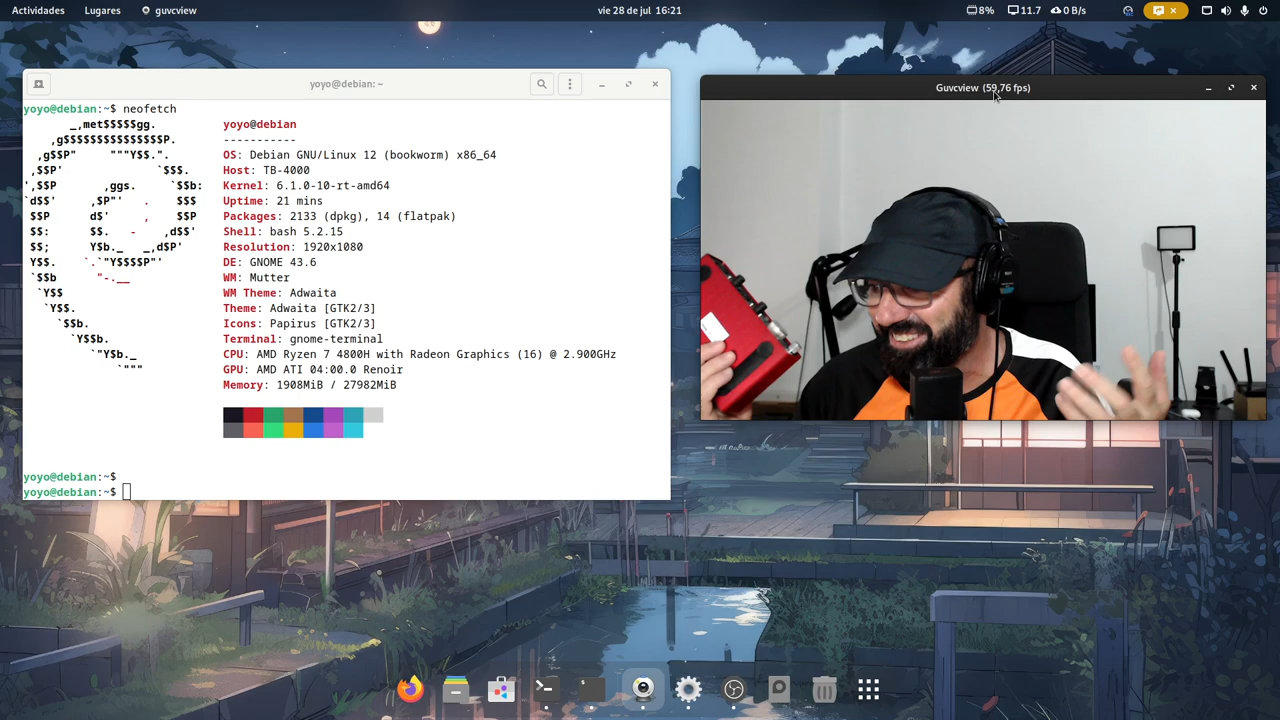 Actividades Lugares guvcview vie 28 de jul 16:21 8% 11.7 0 B/s
yoyo@debian: ~
Guvcview (59,76 fps)
yoyo@debian:~$ neofetch
_,met$$$$$gg.
,g$$$$$$$$$$$$$$$P.
,g$$P" """Y$$.".
,$$P' `$$$.
',$$P ,ggs. `$$b:
`d$$' ,$P"' . $$$
$$P d$' , $$P
$$: $$. - ,d$$'
$$; Y$b._ _,d$P'
Y$$. `.`"Y$$$$P"'
`$$b "-.__
`Y$$
`Y$$.
`$$b.
`Y$$b.
`"Y$b._
`"""
yoyo@debian
-----------
OS: Debian GNU/Linux 12 (bookworm) x86_64
Host: TB-4000
Kernel: 6.1.0-10-rt-amd64
Uptime: 21 mins
Packages: 2133 (dpkg), 14 (flatpak)
Shell: bash 5.2.15
Resolution: 1920x1080
DE: GNOME 43.6
WM: Mutter
WM Theme: Adwaita
Theme: Adwaita [GTK2/3]
Icons: Papirus [GTK2/3]
Terminal: gnome-terminal
CPU: AMD Ryzen 7 4800H with Radeon Graphics (16) @ 2.900GHz
GPU: AMD ATI 04:00.0 Renoir
Memory: 1908MiB / 27982MiB
yoyo@debian:~$
yoyo@debian:~$